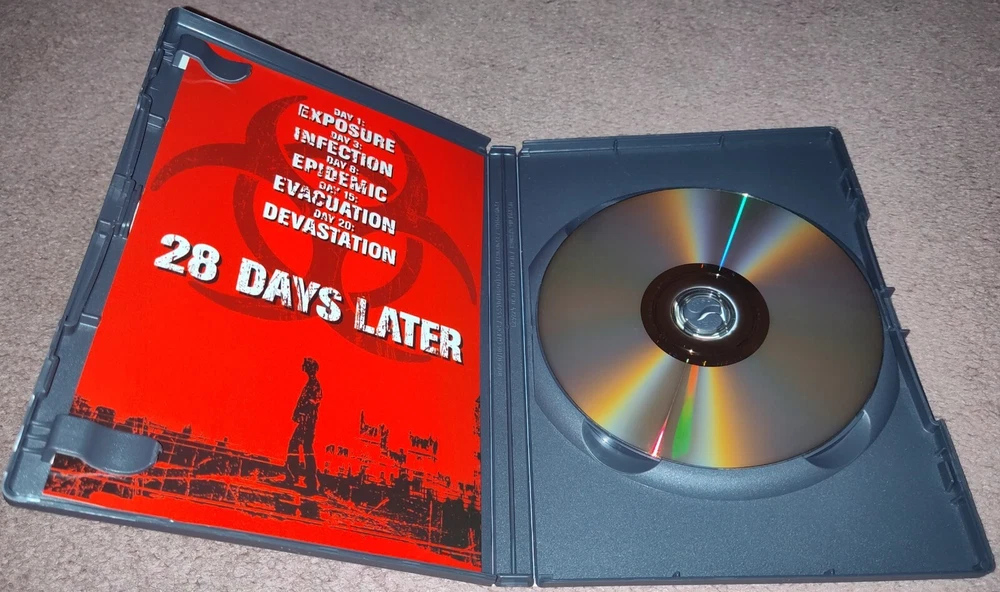 DAY 1:
EXPOSURE
DAY 3:
INFECTION
DAY 8:
EPIDEMIC
DAY 15:
EVACUATION
DAY 20:
DEVASTATION
28 DAYS LATER